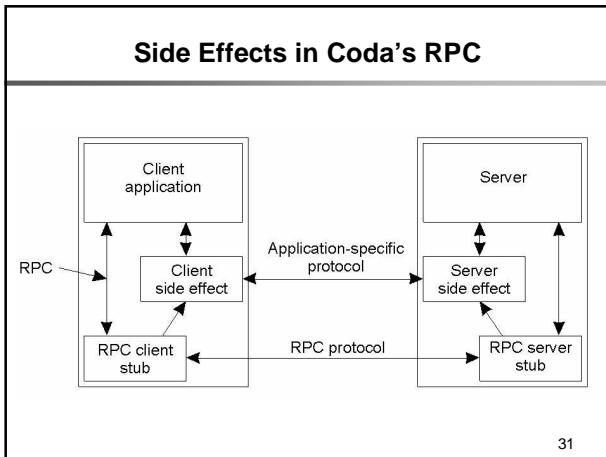 Side Effects in Coda's RPC
Client
application
Server
RPC
Client
side effect
Application-specific
protocol
Server
side effect
RPC client
stub
RPC protocol
RPC server
stub
31